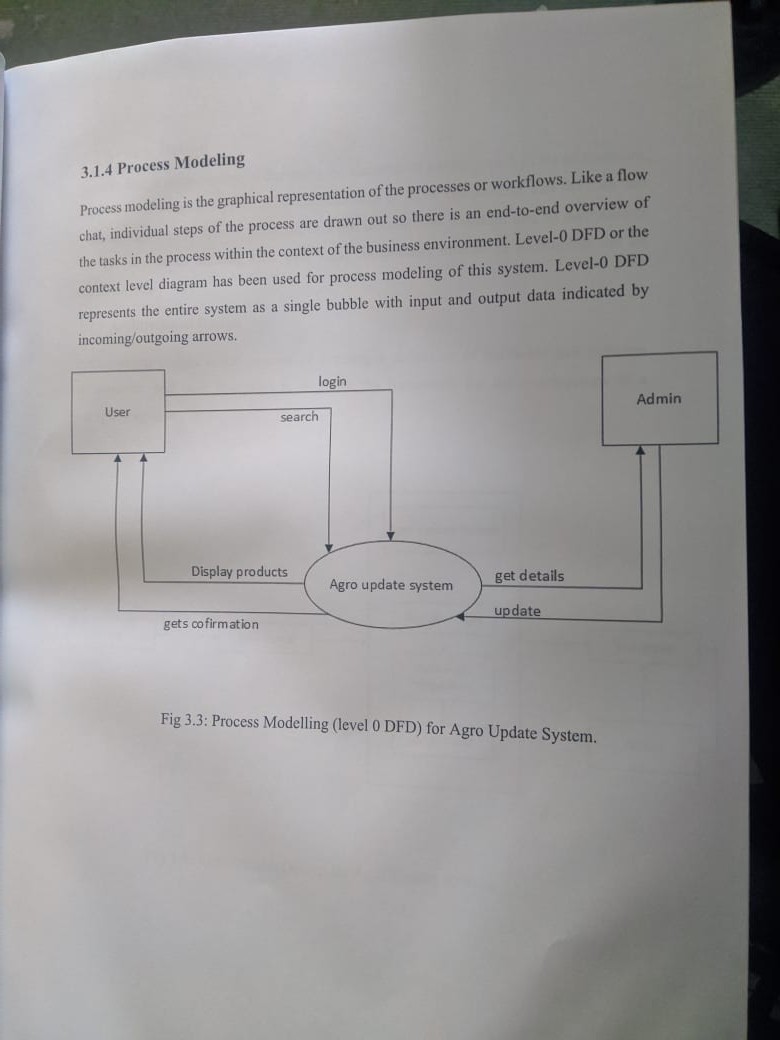 3.1.4 Process Modeling
Process modeling is the graphical representation of the processes or workflows. Like a flow
chat, individual steps of the process are drawn out so there is an end-to-end overview of
the tasks in the process within the context of the business environment. Level-0 DFD or the
context level diagram has been used for process modeling of this system. Level-0 DFD
represents the entire system as a single bubble with input and output data indicated by
incoming/outgoing arrows.
login
User
search
Admin
Display products
Agro update system
get details
update
gets cofirmation
Fig 3.3: Process Modelling (level 0 DFD) for Agro Update System.